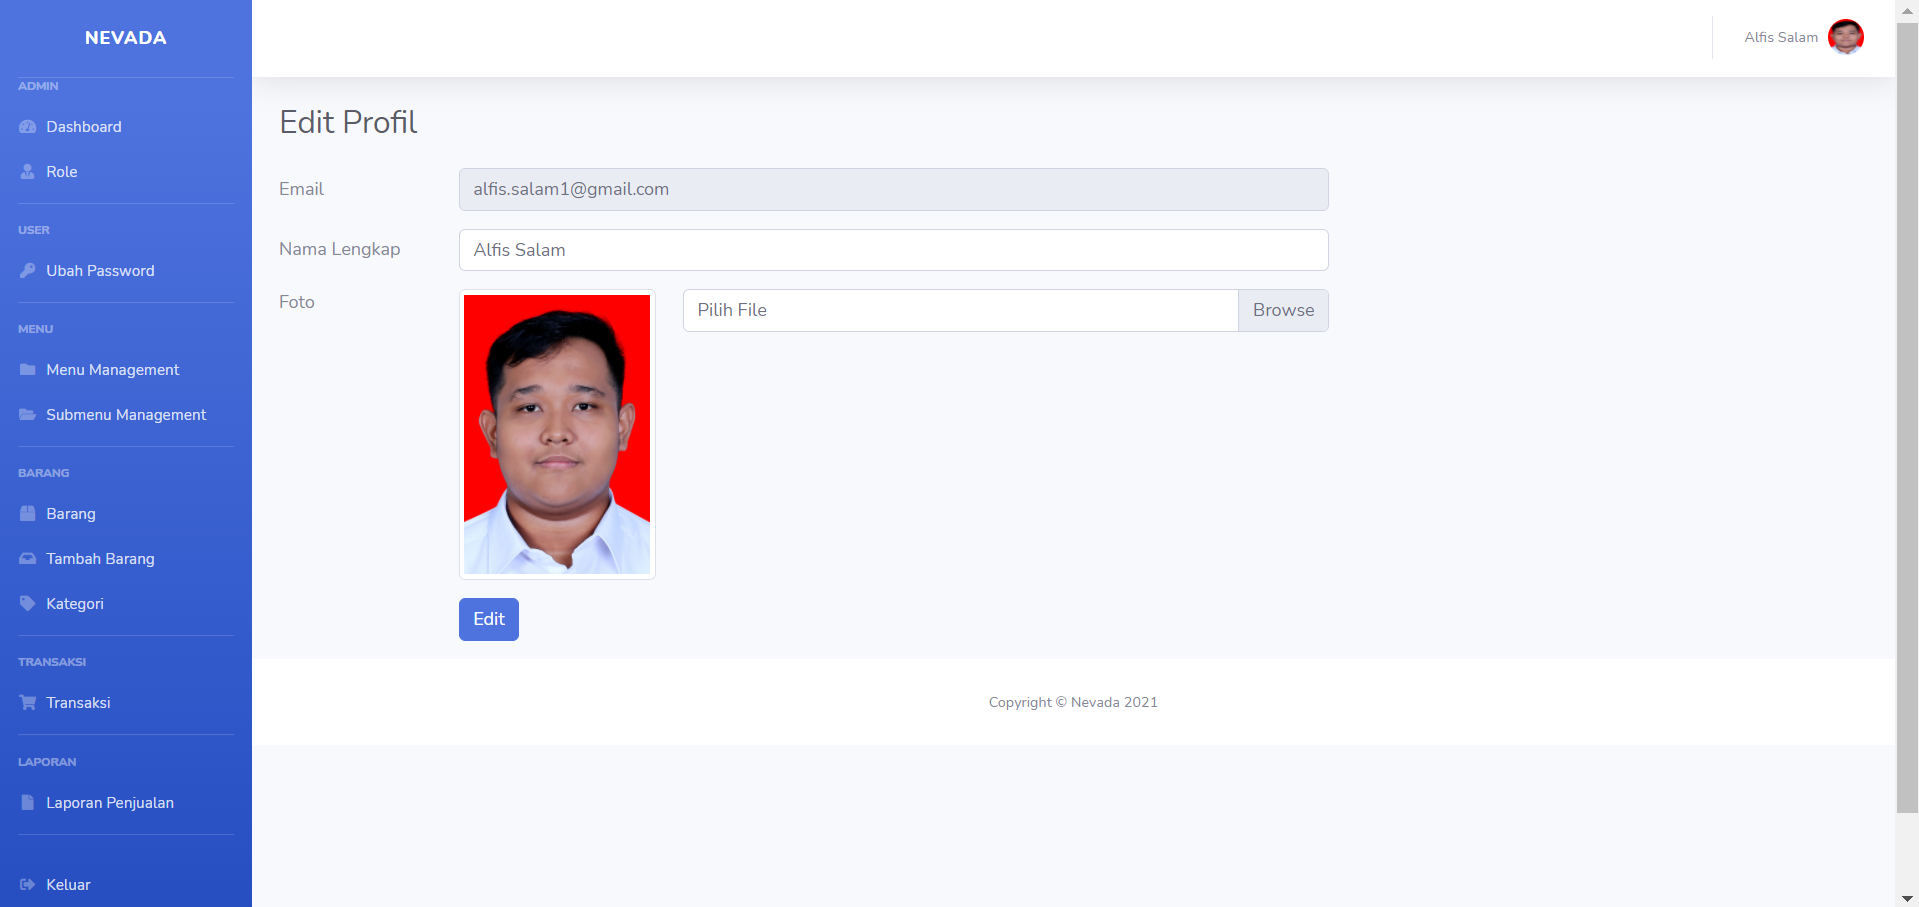 NEVADA
Alfis Salam
ADMIN
Dashboard
Role
USER
Ubah Password
MENU
Menu Management
Submenu Management
BARANG
Barang
Tambah Barang
Kategori
TRANSAKSI
Transaksi
LAPORAN
Laporan Penjualan
Keluar
Edit Profil
Email
alfis.salam1@gmail.com
Nama Lengkap
Alfis Salam
Foto
Pilih File
Browse
Edit
Copyright © Nevada 2021